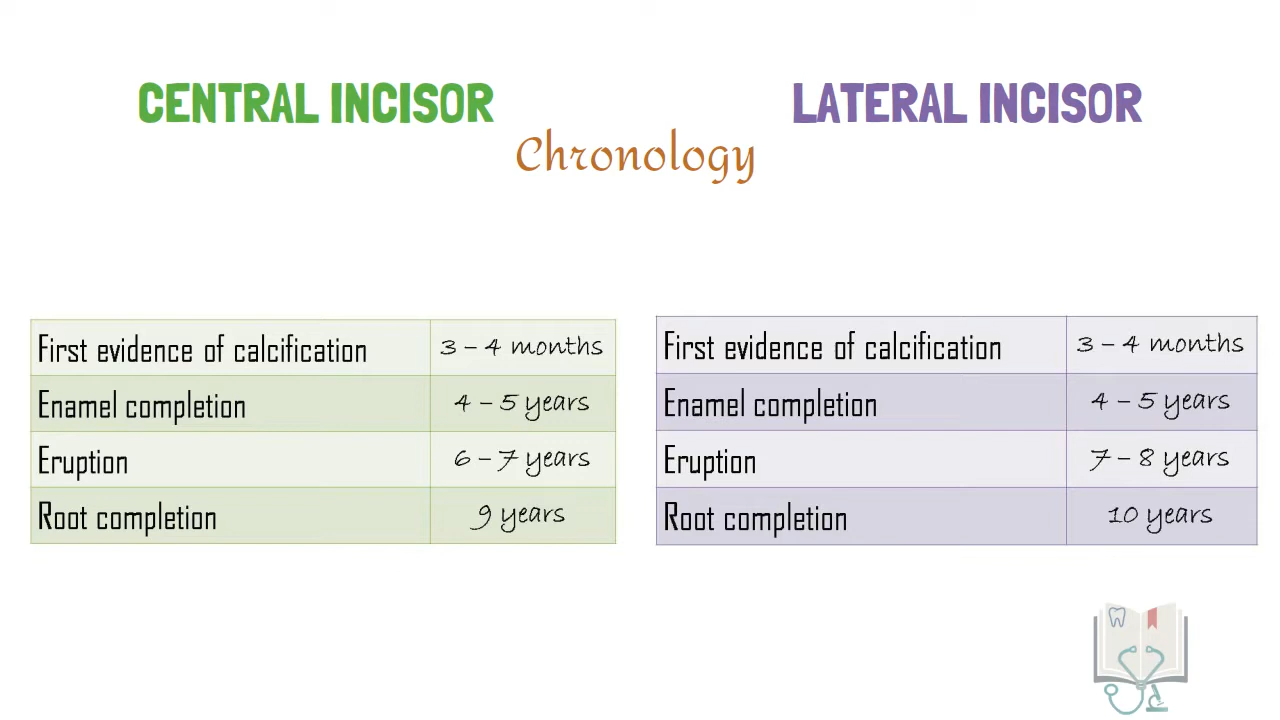 CENTRAL INCISOR
LATERAL INCISOR
Chronology
First evidence of calcification 3 – 4 months
Enamel completion 4 – 5 years
Eruption 6 – 7 years
Root completion 9 years
First evidence of calcification 3 – 4 months
Enamel completion 4 – 5 years
Eruption 7 – 8 years
Root completion 10 years